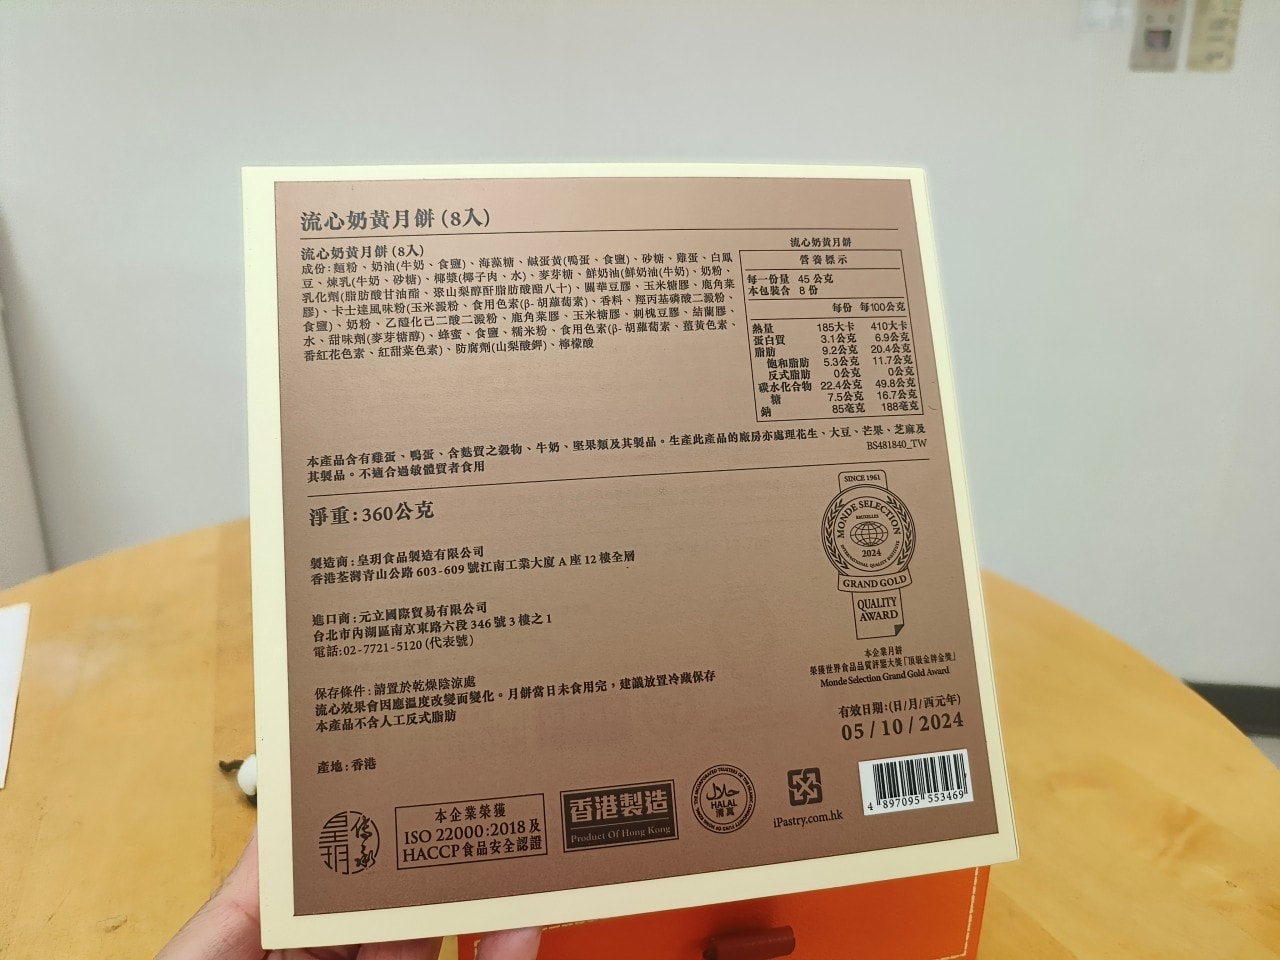 流心奶黃月餅 (8入)
流心奶黃月餅 (8入)
成份:麵粉、奶油(牛奶、食鹽)、海藻糖、鹹蛋黃(鴨蛋、食鹽)、砂糖、雞蛋、白鳳
豆、煉乳(牛奶、砂糖)、椰漿(椰子肉、水)、麥芽糖、鮮奶油(鮮奶油(牛奶)、奶粉、
乳化劑(脂肪酸甘油酯、聚山梨醇酐脂肪酸酯八十)、關華豆膠、玉米糖膠、鹿角菜
膠)、卡士達風味粉(玉米澱粉、食用色素(β-胡蘿蔔素)、香料、羥丙基磷酸二澱粉、
食鹽)、奶粉、乙醯化己二酸二澱粉、鹿角菜膠、玉米糖膠、刺槐豆膠、結蘭膠、
水、甜味劑(麥芽糖醇)、蜂蜜、食鹽、糯米粉、食用色素(β-胡蘿蔔素、薑黃色素、
番紅花色素、紅甜菜色素)、防腐劑(山梨酸鉀)、檸檬酸
流心奶黃月餅
營養標示
每一份量 45 公克
本包裝含 8 份
每份 每100公克
熱量 185大卡 410大卡
蛋白質 3.1公克 6.9公克
脂肪 9.2公克 20.4公克
飽和脂肪 5.3公克 11.7公克
反式脂肪 0公克 0公克
碳水化合物 22.4公克 49.8公克
糖 7.5公克 16.7公克
鈉 85毫克 188毫克
本產品含有雞蛋、鴨蛋、含麩質之穀物、牛奶、堅果類及其製品。生產此產品的廠房亦處理花生、大豆、芒果、芝麻及
其製品。不適合過敏體質者食用
BS481840_TW
淨重:360公克
製造商:皇玥食品製造有限公司
香港荃灣青山公路 603-609 號江南工業大廈 A 座 12 樓全層
進口商:元立國際貿易有限公司
台北市內湖區南京東路六段 346 號 3 樓之 1
電話:02-7721-5120 (代表號)
保存條件:請置於乾燥陰涼處
流心效果會因應溫度改變而變化。月餅當日未食用完,建議放置冷藏保存
本產品不含人工反式脂肪
產地:香港
SINCE 1961
MONDE SELECTION
BRUXELLES
2024
INTERNATIONAL QUALITY INSTITUTE
GRAND GOLD
QUALITY
AWARD
本企業月餅
榮獲世界食品品質評鑑大獎「頂級金牌金獎」
Monde Selection Grand Gold Award
有效日期:(日/月/西元年)
05/10/2024
皇玥
傳承
本企業榮獲
ISO 22000:2018 及
HACCP 食品安全認證
香港製造
Product Of Hong Kong
THE INCORPORATED TRUSTEES OF THE ISLAMIC COMMUNITY FUND OF HONG KONG
حلال
HALAL
清真
iPastry.com.hk
4 897095 553469